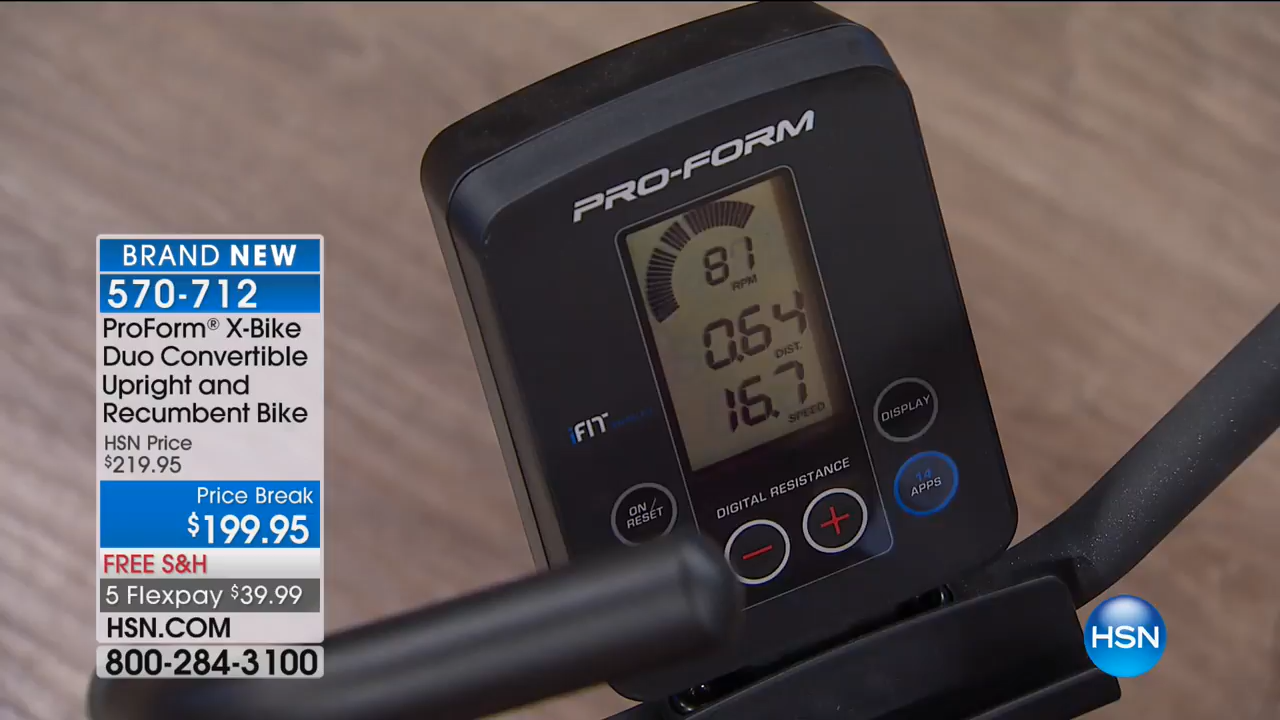 BRAND NEW
570-712
ProForm® X-Bike
Duo Convertible
Upright and
Recumbent Bike
HSN Price
$219.95
Price Break
$199.95
FREE S&H
5 Flexpay $39.99
HSN.COM
800-284-3100
PRO-FORM
87
RPM
0.64
DIST.
16.7
SPEED
iFIT
DISPLAY
14
APPS
ON/
RESET
DIGITAL RESISTANCE
− +
HSN